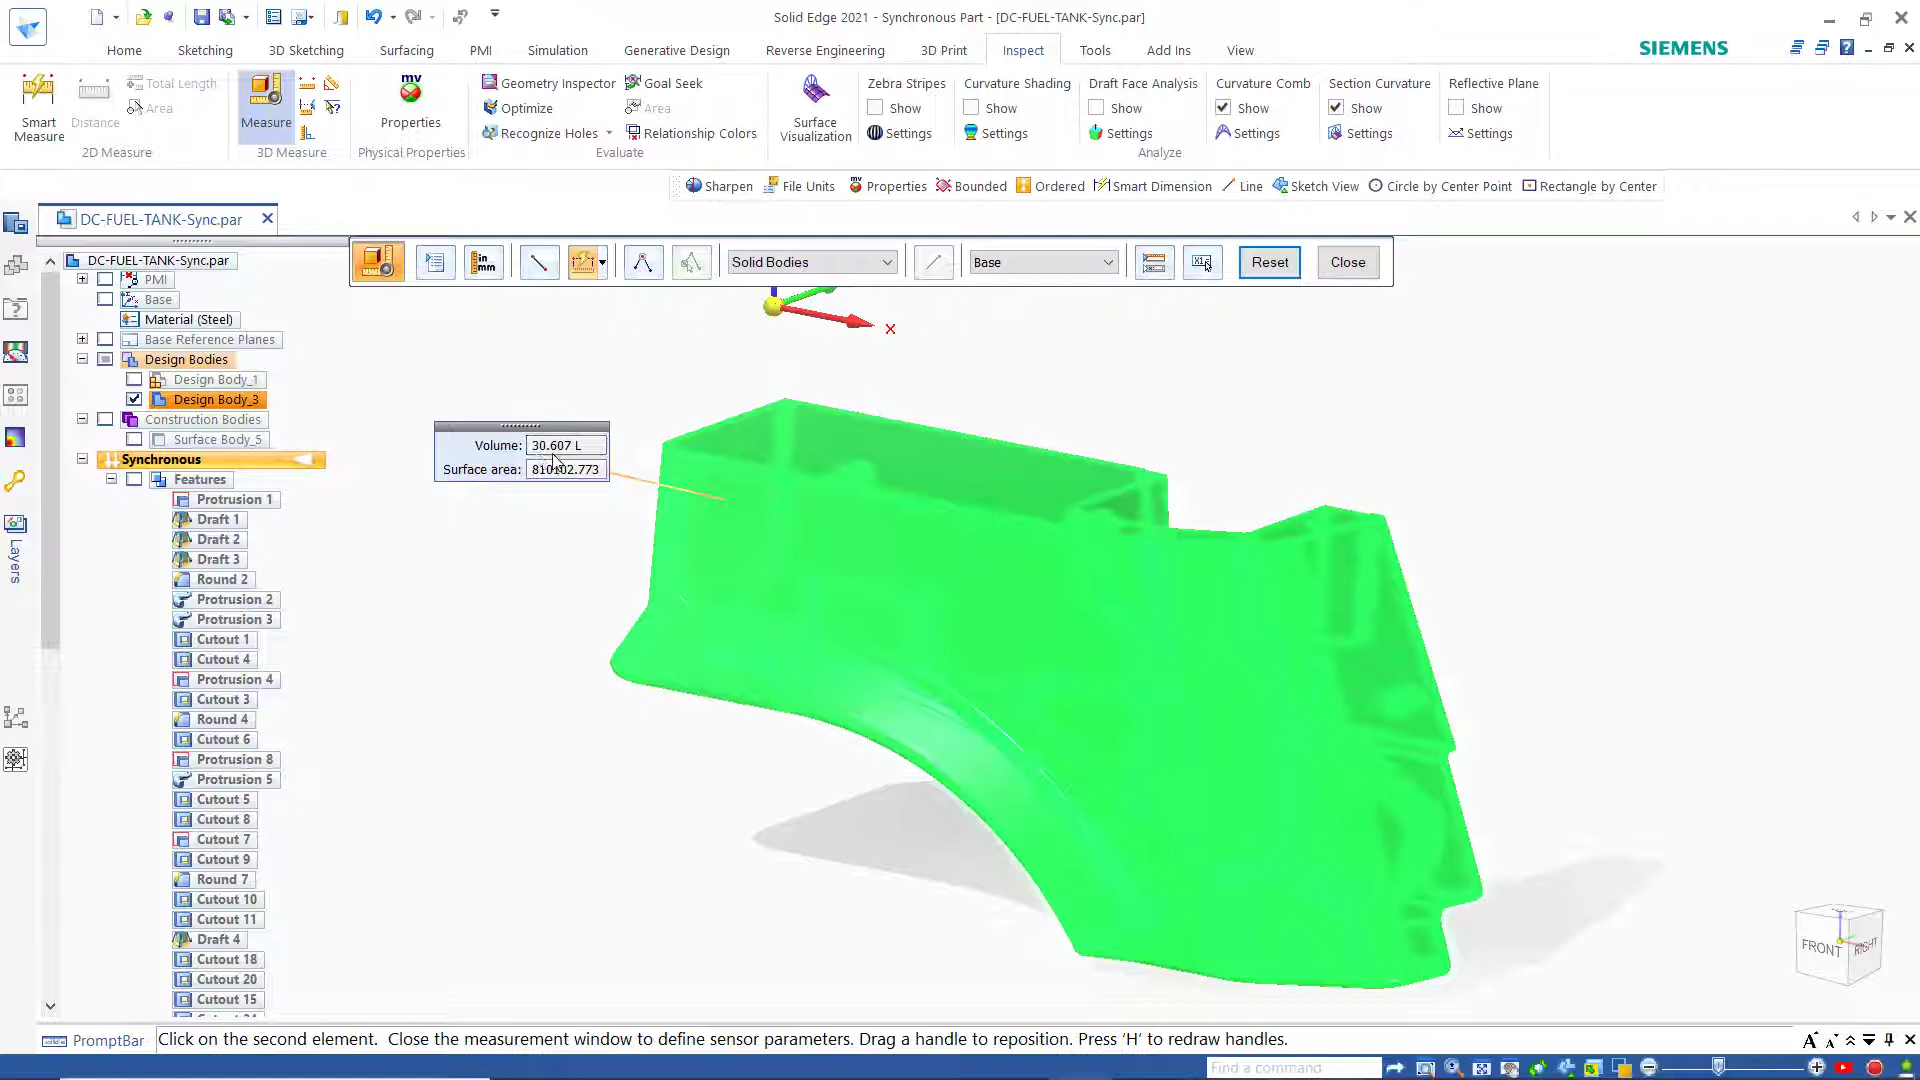 Solid Edge 2021 - Synchronous Part - [DC-FUEL-TANK-Sync.par]
Home Sketching 3D Sketching Surfacing PMI Simulation Generative Design Reverse Engineering 3D Print Inspect Tools Add Ins View
SIEMENS
Smart Measure
Distance
Total Length
Area
2D Measure
Measure
3D Measure
mv
Properties
Physical Properties
Geometry Inspector
Optimize
Recognize Holes
Goal Seek
Area
Relationship Colors
Evaluate
Surface Visualization
Zebra Stripes
Show
Settings
Curvature Shading
Show
Settings
Draft Face Analysis
Show
Settings
Curvature Comb
Show
Settings
Section Curvature
Show
Settings
Reflective Plane
Show
Settings
Analyze
Sharpen File Units Properties Bounded Ordered Smart Dimension Line Sketch View Circle by Center Point Rectangle by Center
DC-FUEL-TANK-Sync.par
in mm
Solid Bodies
Base
Reset
Close
DC-FUEL-TANK-Sync.par
PMI
Base
Material (Steel)
Base Reference Planes
Design Bodies
Design Body_1
Design Body_3
Construction Bodies
Surface Body_5
Synchronous
Features
Protrusion 1
Draft 1
Draft 2
Draft 3
Round 2
Protrusion 2
Protrusion 3
Cutout 1
Cutout 4
Protrusion 4
Cutout 3
Round 4
Cutout 6
Protrusion 8
Protrusion 5
Cutout 5
Cutout 8
Cutout 7
Cutout 9
Round 7
Cutout 10
Cutout 11
Draft 4
Cutout 18
Cutout 20
Cutout 15
Layers
X
Volume: 30.607 L
Surface area:
FRONT
RIGHT
PromptBar
Click on the second element. Close the measurement window to define sensor parameters. Drag a handle to reposition. Press 'H' to redraw handles.
Find a command